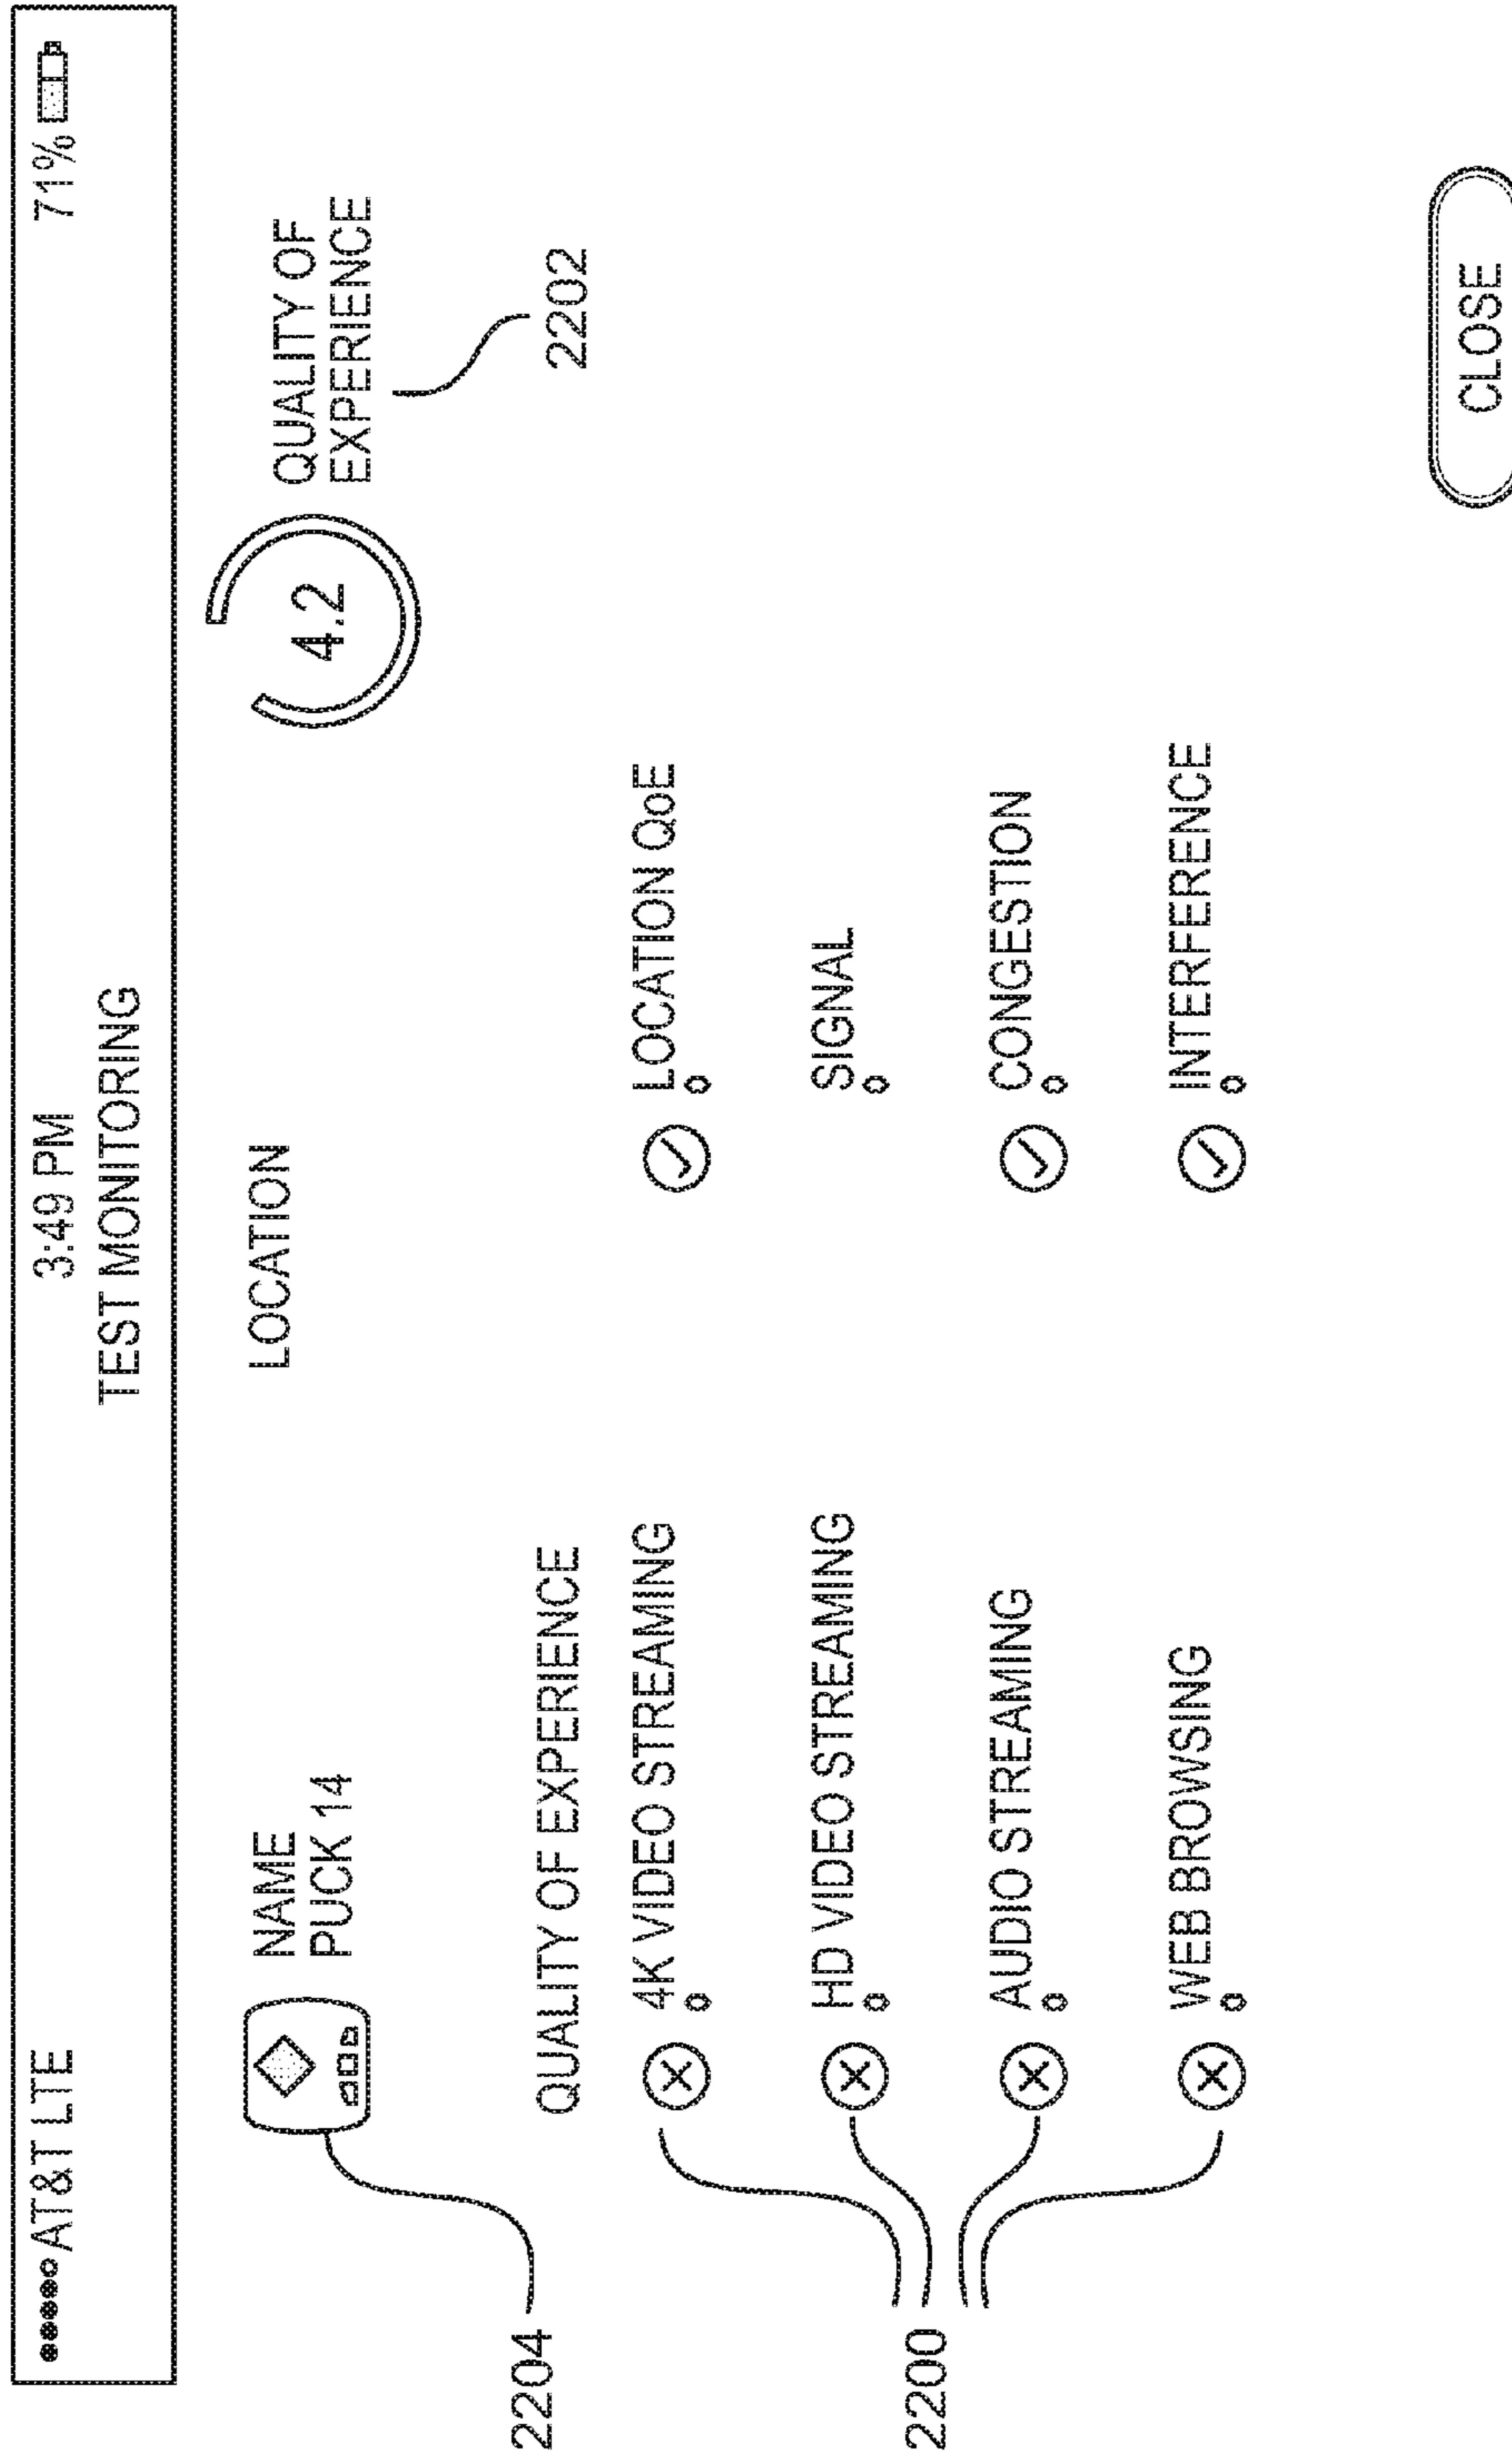 AT&T LTE
3:49 PM
71%
TEST MONITORING
NAME
PUCK 14
LOCATION
4.2
QUALITY OF
EXPERIENCE
2202
2204
QUALITY OF EXPERIENCE
4K VIDEO STREAMING
LOCATION QoE
HD VIDEO STREAMING
SIGNAL
2200
AUDIO STREAMING
CONGESTION
WEB BROWSING
INTERFERENCE
CLOSE